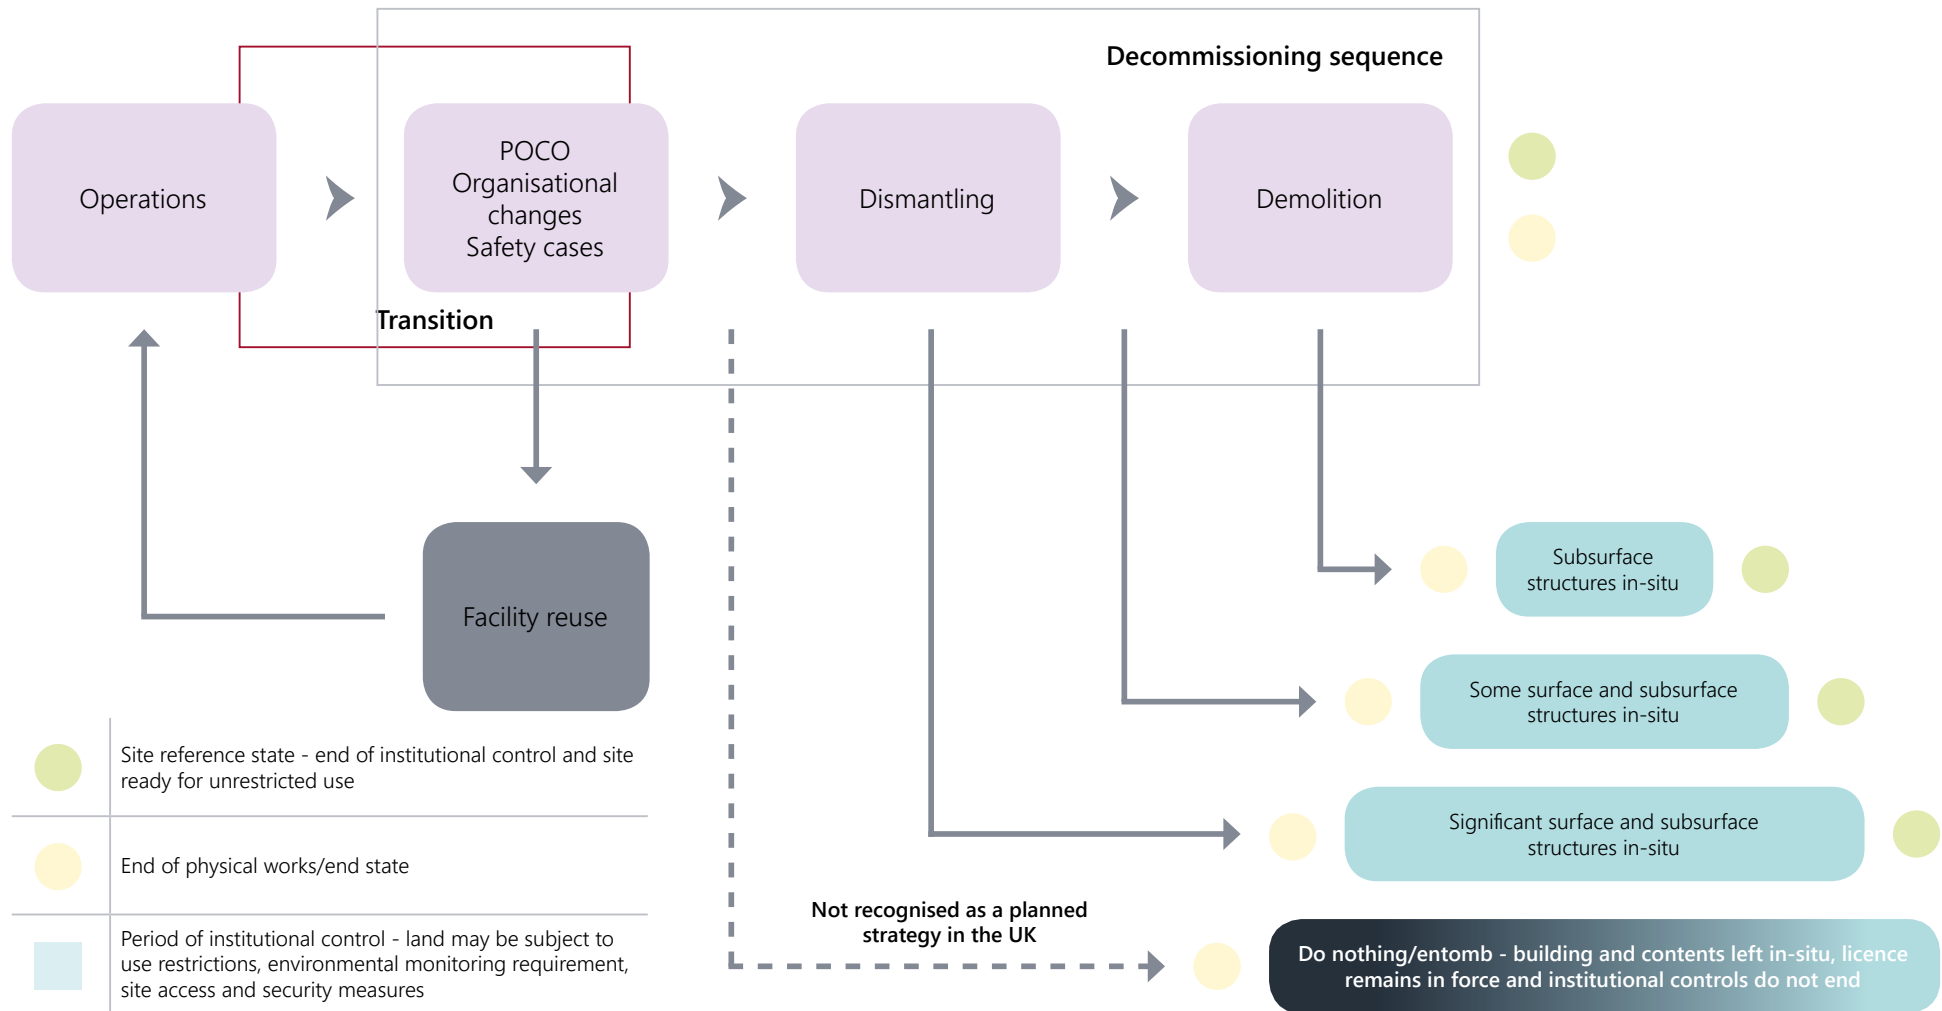 Decommissioning sequence
Operations
POCO
Organisational
changes
Safety cases
Dismantling
Demolition
Transition
Facility reuse
Subsurface
structures in-situ
Some surface and subsurface
structures in-situ
Significant surface and subsurface
structures in-situ
Not recognised as a planned
strategy in the UK
Do nothing/entomb - building and contents left in-situ, licence
remains in force and institutional controls do not end
Site reference state - end of institutional control and site
ready for unrestricted use
End of physical works/end state
Period of institutional control - land may be subject to
use restrictions, environmental monitoring requirement,
site access and security measures